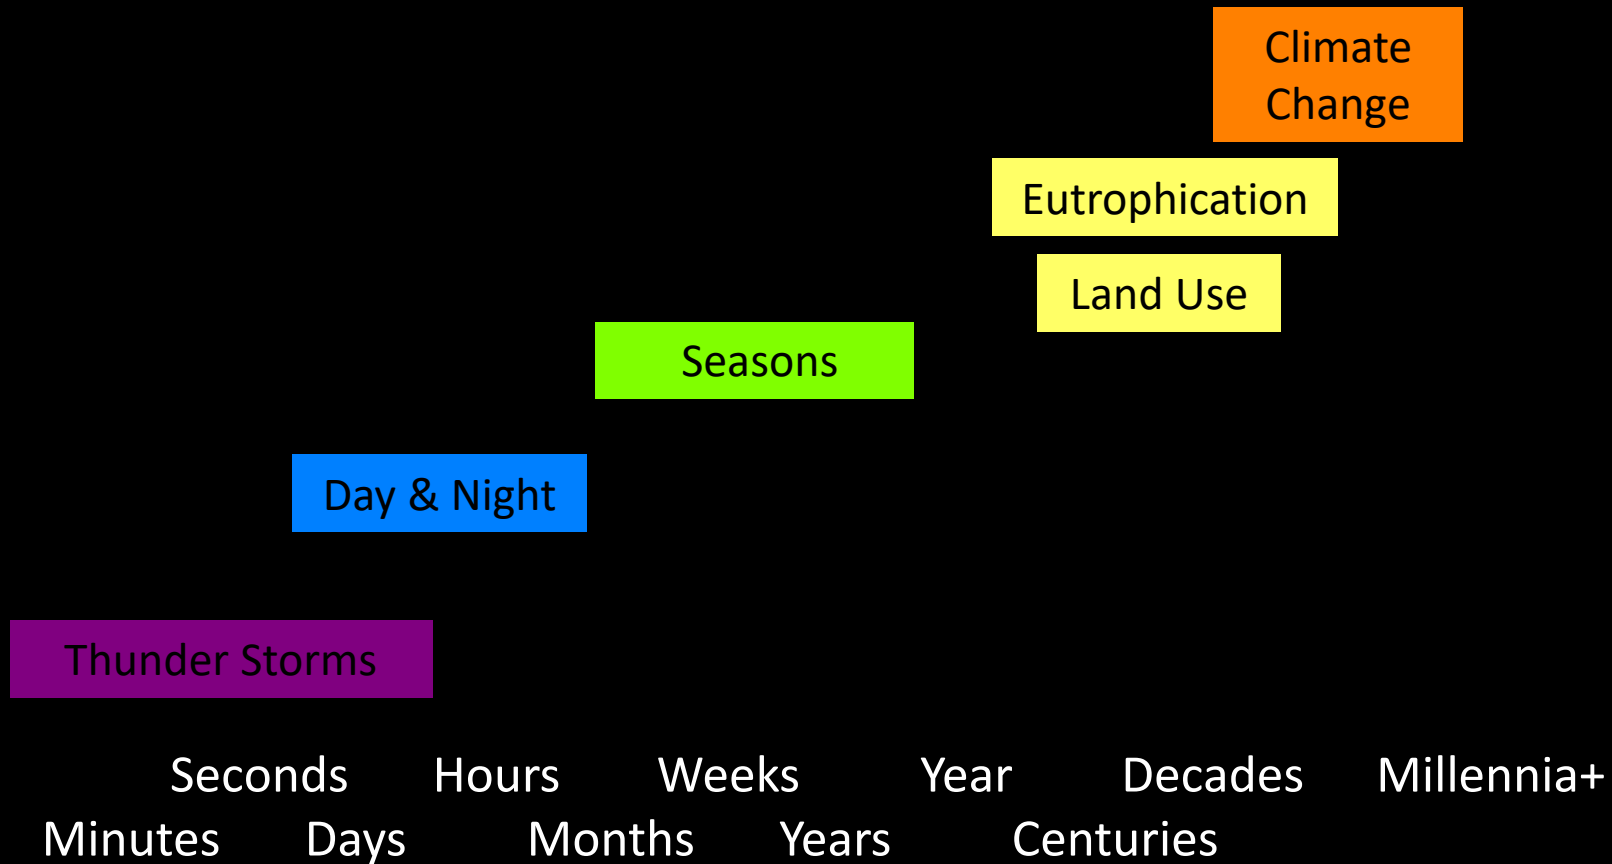 Climate
Change
Eutrophication
Land Use
Seasons
Day & Night
Thunder Storms
Seconds Hours Weeks Year Decades Millennia+
Minutes Days Months Years Centuries